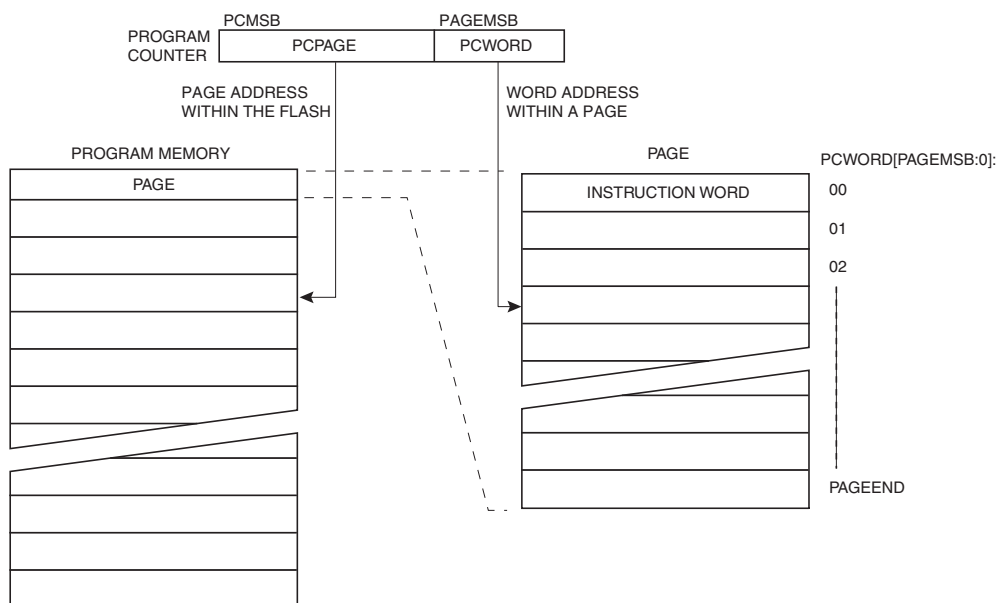 PCMSB PAGEMSB
PROGRAM
COUNTER
PCPAGE PCWORD
PAGE ADDRESS
WITHIN THE FLASH
WORD ADDRESS
WITHIN A PAGE
PROGRAM MEMORY
PAGE
PAGE
PCWORD[PAGEMSB:0]:
INSTRUCTION WORD
00
01
02
PAGEEND